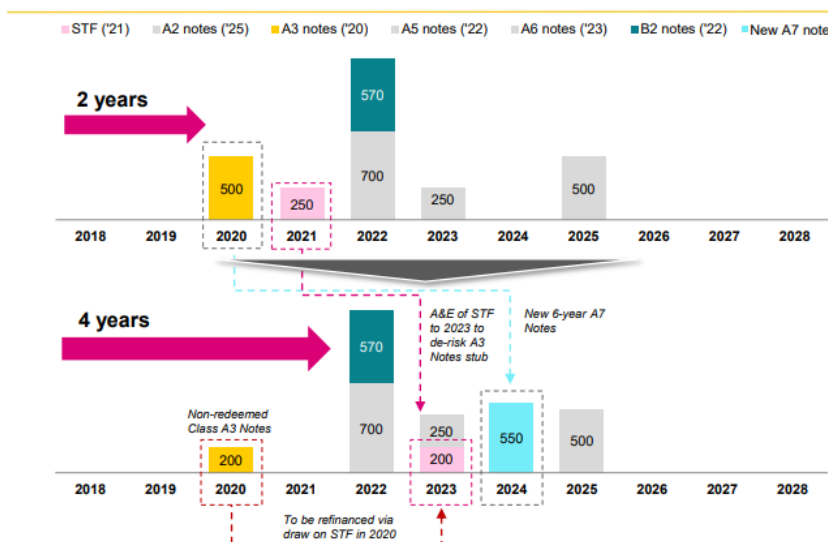 STF ('21) A2 notes ('25) A3 notes ('20) A5 notes ('22) A6 notes ('23) B2 notes ('22) New A7 note
2 years
570
500
250
700
250
500
2018 2019 2020 2021 2022 2023 2024 2025 2026 2027 2028
4 years
A&E of STF
to 2023 to
de-risk A3
Notes stub
New 6-year A7
Notes
570
Non-redeemed
Class A3 Notes
200
700
250
200
550
500
2018 2019 2020 2021 2022 2023 2024 2025 2026 2027 2028
To be refinanced via
draw on STF in 2020